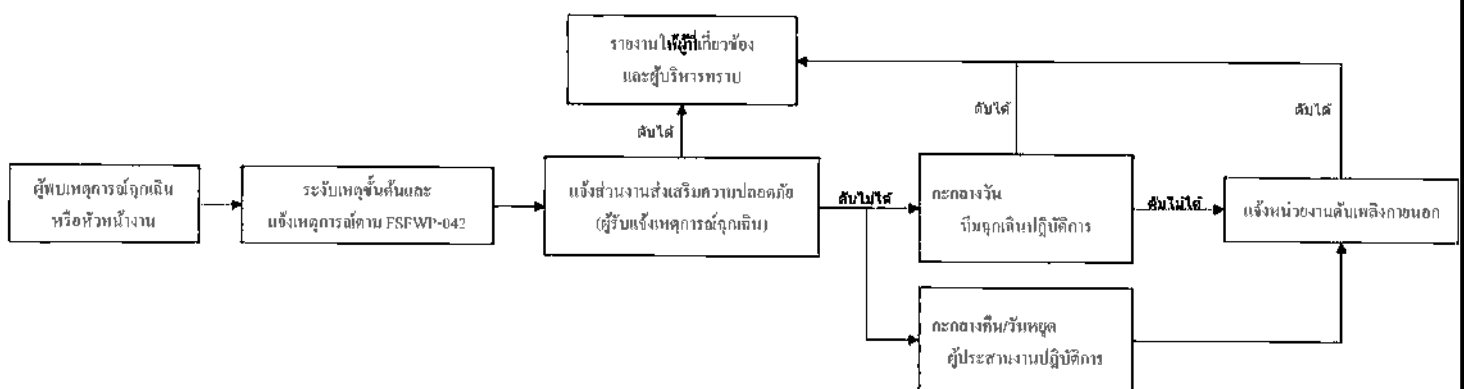 รายงานให้ผู้ที่เกี่ยวข้อง
และผู้บริหารทราบ
ดับได้
ดับได้
ดับได้
ผู้พบเหตุการณ์ฉุกเฉิน
หรือหัวหน้างาน
ระงับเหตุขั้นต้นและ
แจ้งเหตุการณ์ตาม FSFWP-042
แจ้งส่วนงานส่งเสริมความปลอดภัย
(ผู้รับแจ้งเหตุการณ์ฉุกเฉิน)
ดับไม่ได้
กะกลางวัน
ทีมฉุกเฉินปฏิบัติการ
ดับไม่ได้
แจ้งหน่วยงานดับเพลิงภายนอก
กะกลางคืน/วันหยุด
ผู้ประสานงานปฏิบัติการ